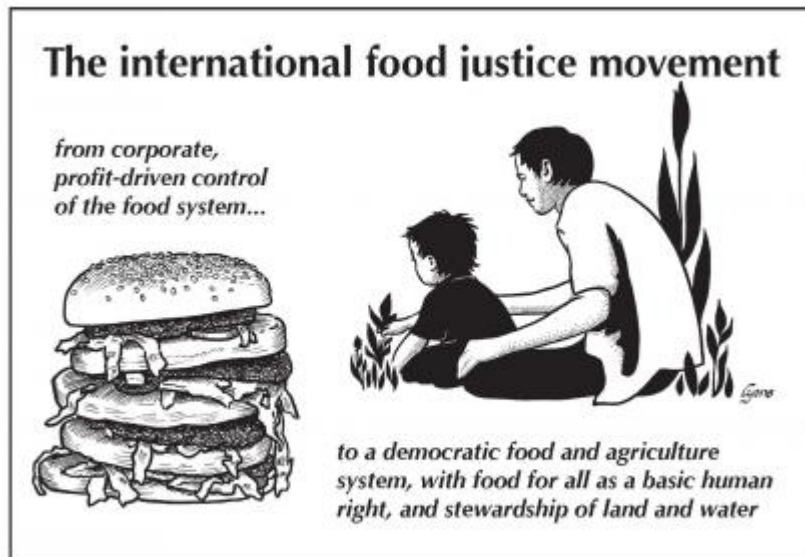 The international food justice movement
from corporate,
profit-driven control
of the food system...
to a democratic food and agriculture
system, with food for all as a basic human
right, and stewardship of land and water